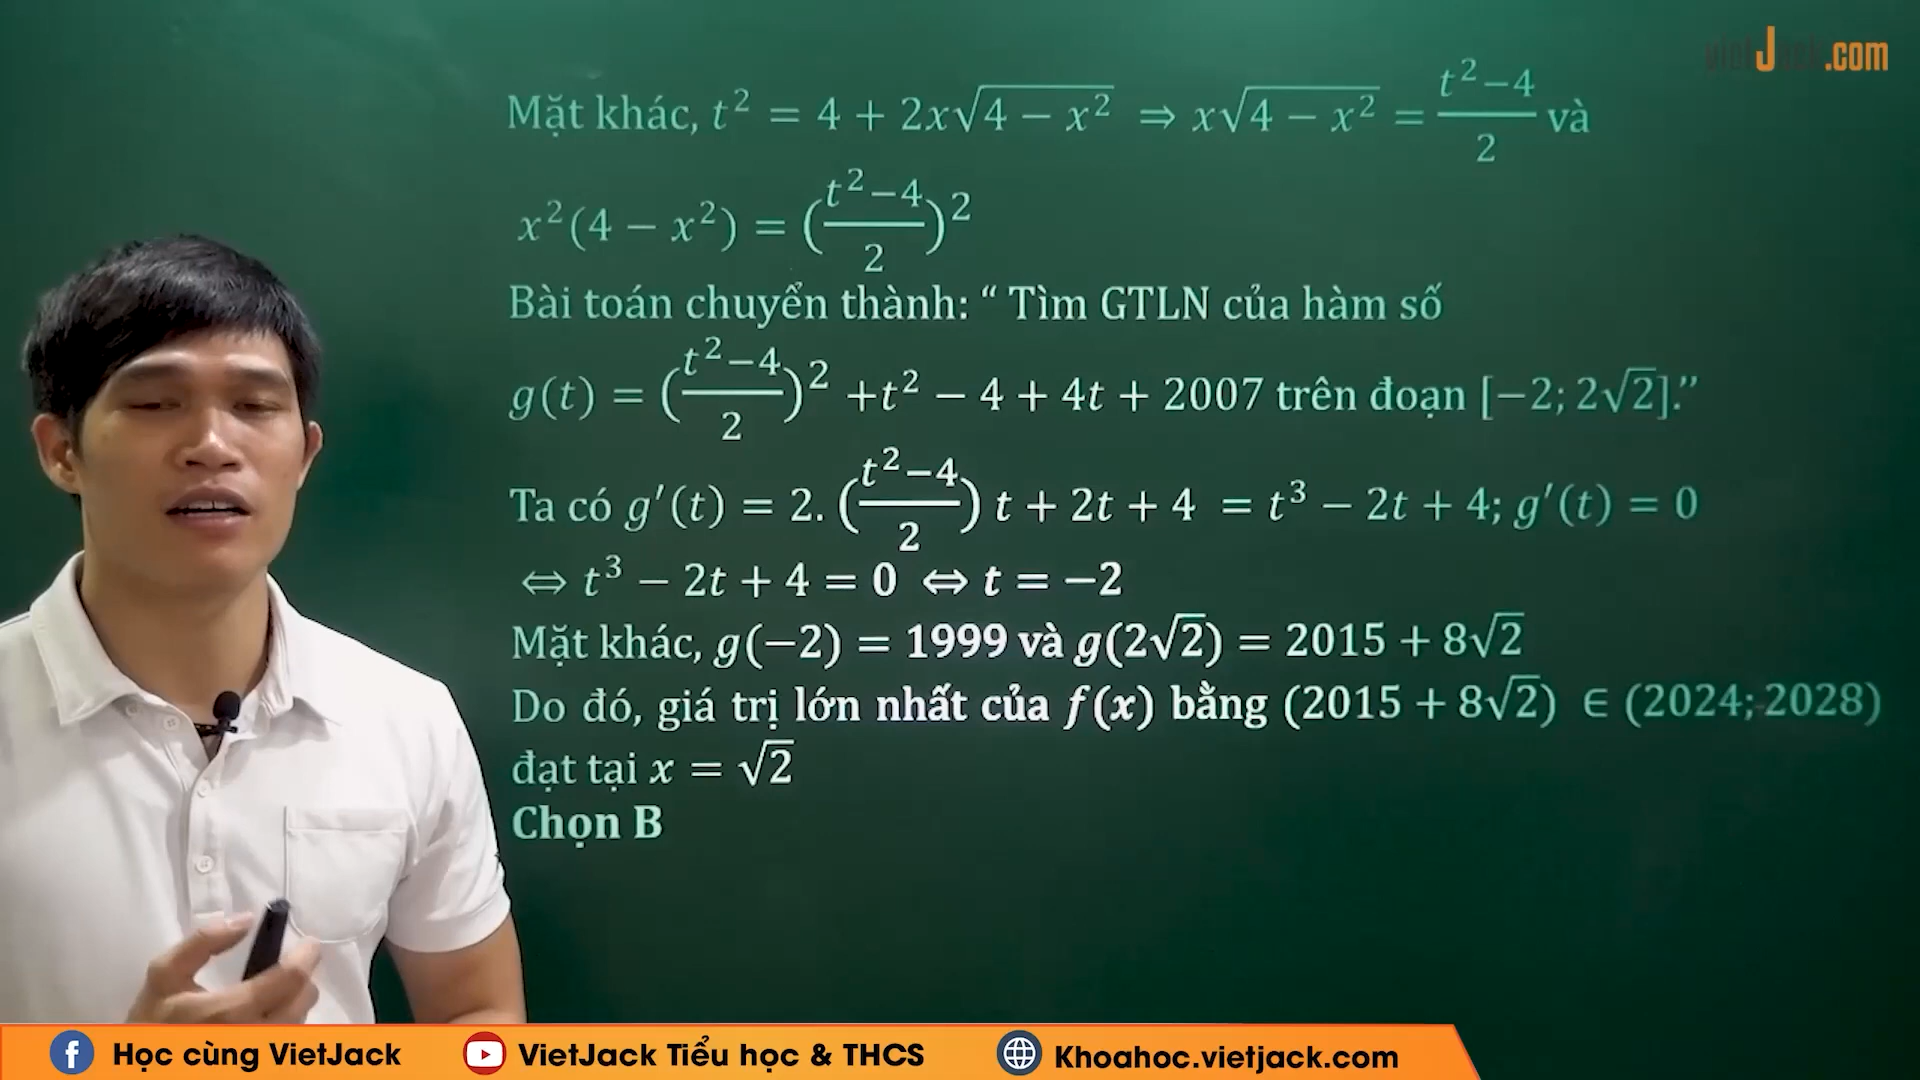 vietJack.com
Mặt khác, t² = 4 + 2x√(4 − x²) ⇒ x√(4 − x²) = (t²−4)/2 và
x²(4 − x²) = ((t²−4)/2)²
Bài toán chuyển thành: “ Tìm GTLN của hàm số
g(t) = ((t²−4)/2)² +t² − 4 + 4t + 2007 trên đoạn [−2; 2√2].”
Ta có g′(t) = 2. ((t²−4)/2) t + 2t + 4 = t³ − 2t + 4; g′(t) = 0
⇔ t³ − 2t + 4 = 0 ⇔ t = −2
Mặt khác, g(−2) = 1999 và g(2√2) = 2015 + 8√2
Do đó, giá trị lớn nhất của f(x) bằng (2015 + 8√2) ∈ (2024; 2028)
đạt tại x = √2
Chọn B
Học cùng VietJack
VietJack Tiểu học & THCS
Khoahoc.vietjack.com